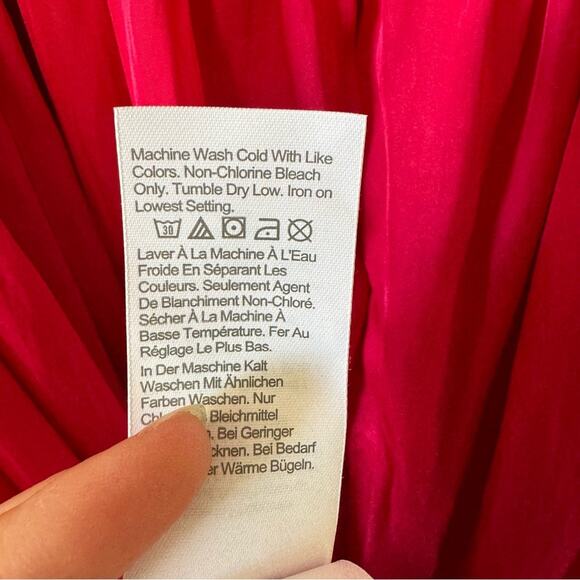 Machine Wash Cold With Like
Colors. Non-Chlorine Bleach
Only. Tumble Dry Low. Iron on
Lowest Setting.
30
Laver À La Machine À L'Eau
Froide En Séparant Les
Couleurs. Seulement Agent
De Blanchiment Non-Chloré.
Sécher À La Machine À
Basse Température. Fer Au
Réglage Le Plus Bas.
In Der Maschine Kalt
Waschen Mit Ähnlichen
Farben Waschen. Nur
Bleichmittel
Bei Geringer
Bei Bedarf
Wärme Bügeln.